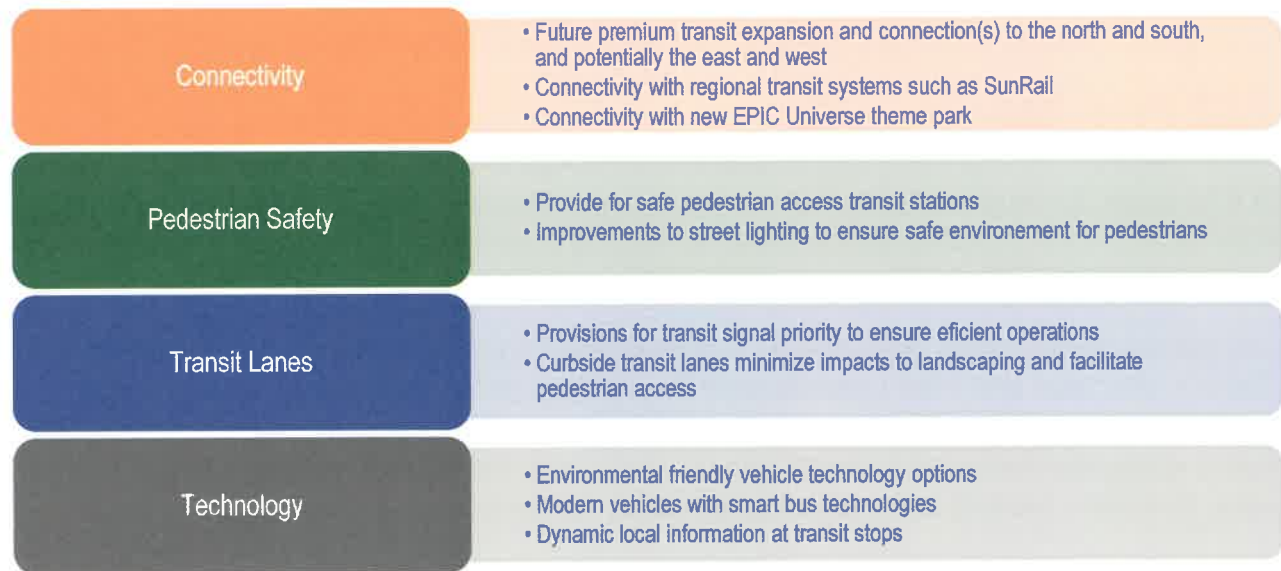 Connectivity
• Future premium transit expansion and connection(s) to the north and south,
and potentially the east and west
• Connectivity with regional transit systems such as SunRail
• Connectivity with new EPIC Universe theme park
Pedestrian Safety
• Provide for safe pedestrian access transit stations
• Improvements to street lighting to ensure safe environement for pedestrians
Transit Lanes
• Provisions for transit signal priority to ensure eficient operations
• Curbside transit lanes minimize impacts to landscaping and facilitate
pedestrian access
Technology
• Environmental friendly vehicle technology options
• Modern vehicles with smart bus technologies
• Dynamic local information at transit stops